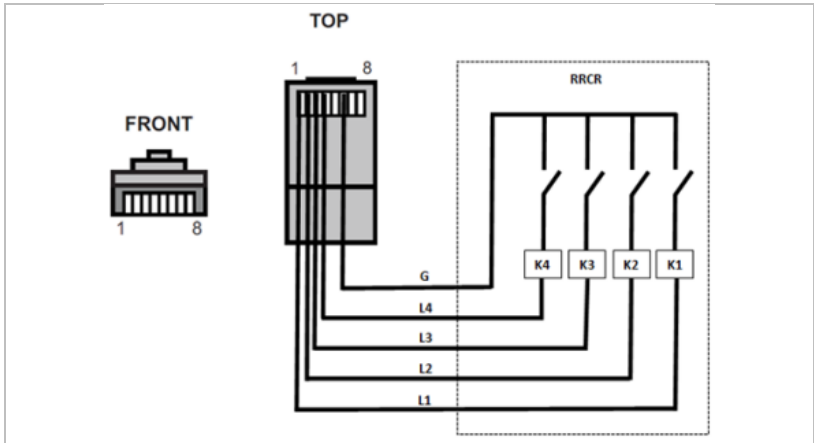 TOP
1 8
RRCR
FRONT
1 8
K4 K3 K2 K1
G
L4
L3
L2
L1